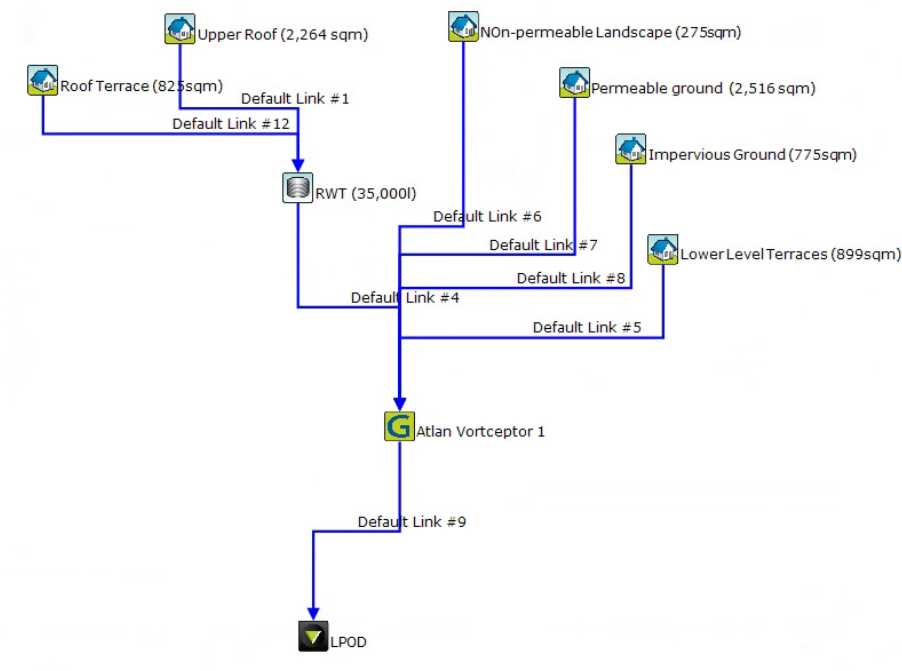 Upper Roof (2,264 sqm)
NOn-permeable Landscape (275sqm)
Roof Terrace (825sqm)
Permeable ground (2,516 sqm)
Default Link #1
Default Link #12
Impervious Ground (775sqm)
RWT (35,000l)
Default Link #6
Default Link #7
Lower Level Terraces (899sqm)
Default Link #8
Default Link #4
Default Link #5
G
Atlan Vortceptor 1
Default Link #9
LPOD